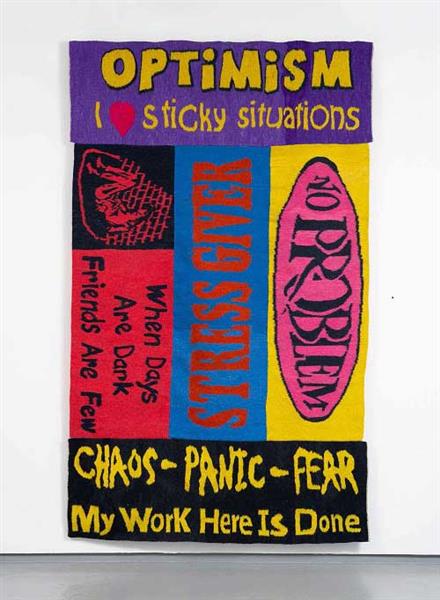 OPTiMiSM
I ♥ sticky situations
STRESS GIVER
NO PROBLEM
When Days
Are Dark
Friends Are Few
CHAOS-PANIC-FEAR
My Work Here Is Done